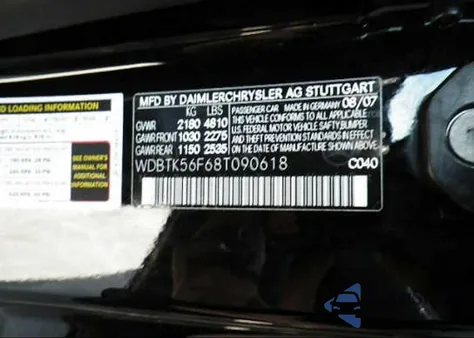 LOADING INFORMATION
SEE OWNER'S
MANUAL FOR
ADDITIONAL
INFORMATION
MFD BY DAIMLERCHRYSLER AG STUTTGART
KG LBS PASSENGER CAR MADE IN GERMANY 08/07
GVWR 2180 4810 THIS VEHICLE CONFORMS TO ALL APPLICABLE
GAWR FRONT 1030 2275 U.S. FEDERAL MOTOR VEHICLE SAFETY, BUMPER
GAWR REAR 1150 2535 AND THEFT PREVENTION STANDARDS IN EFFECT
ON THE DATE OF MANUFACTURE SHOWN ABOVE
WDBTK56F68T090618 C040